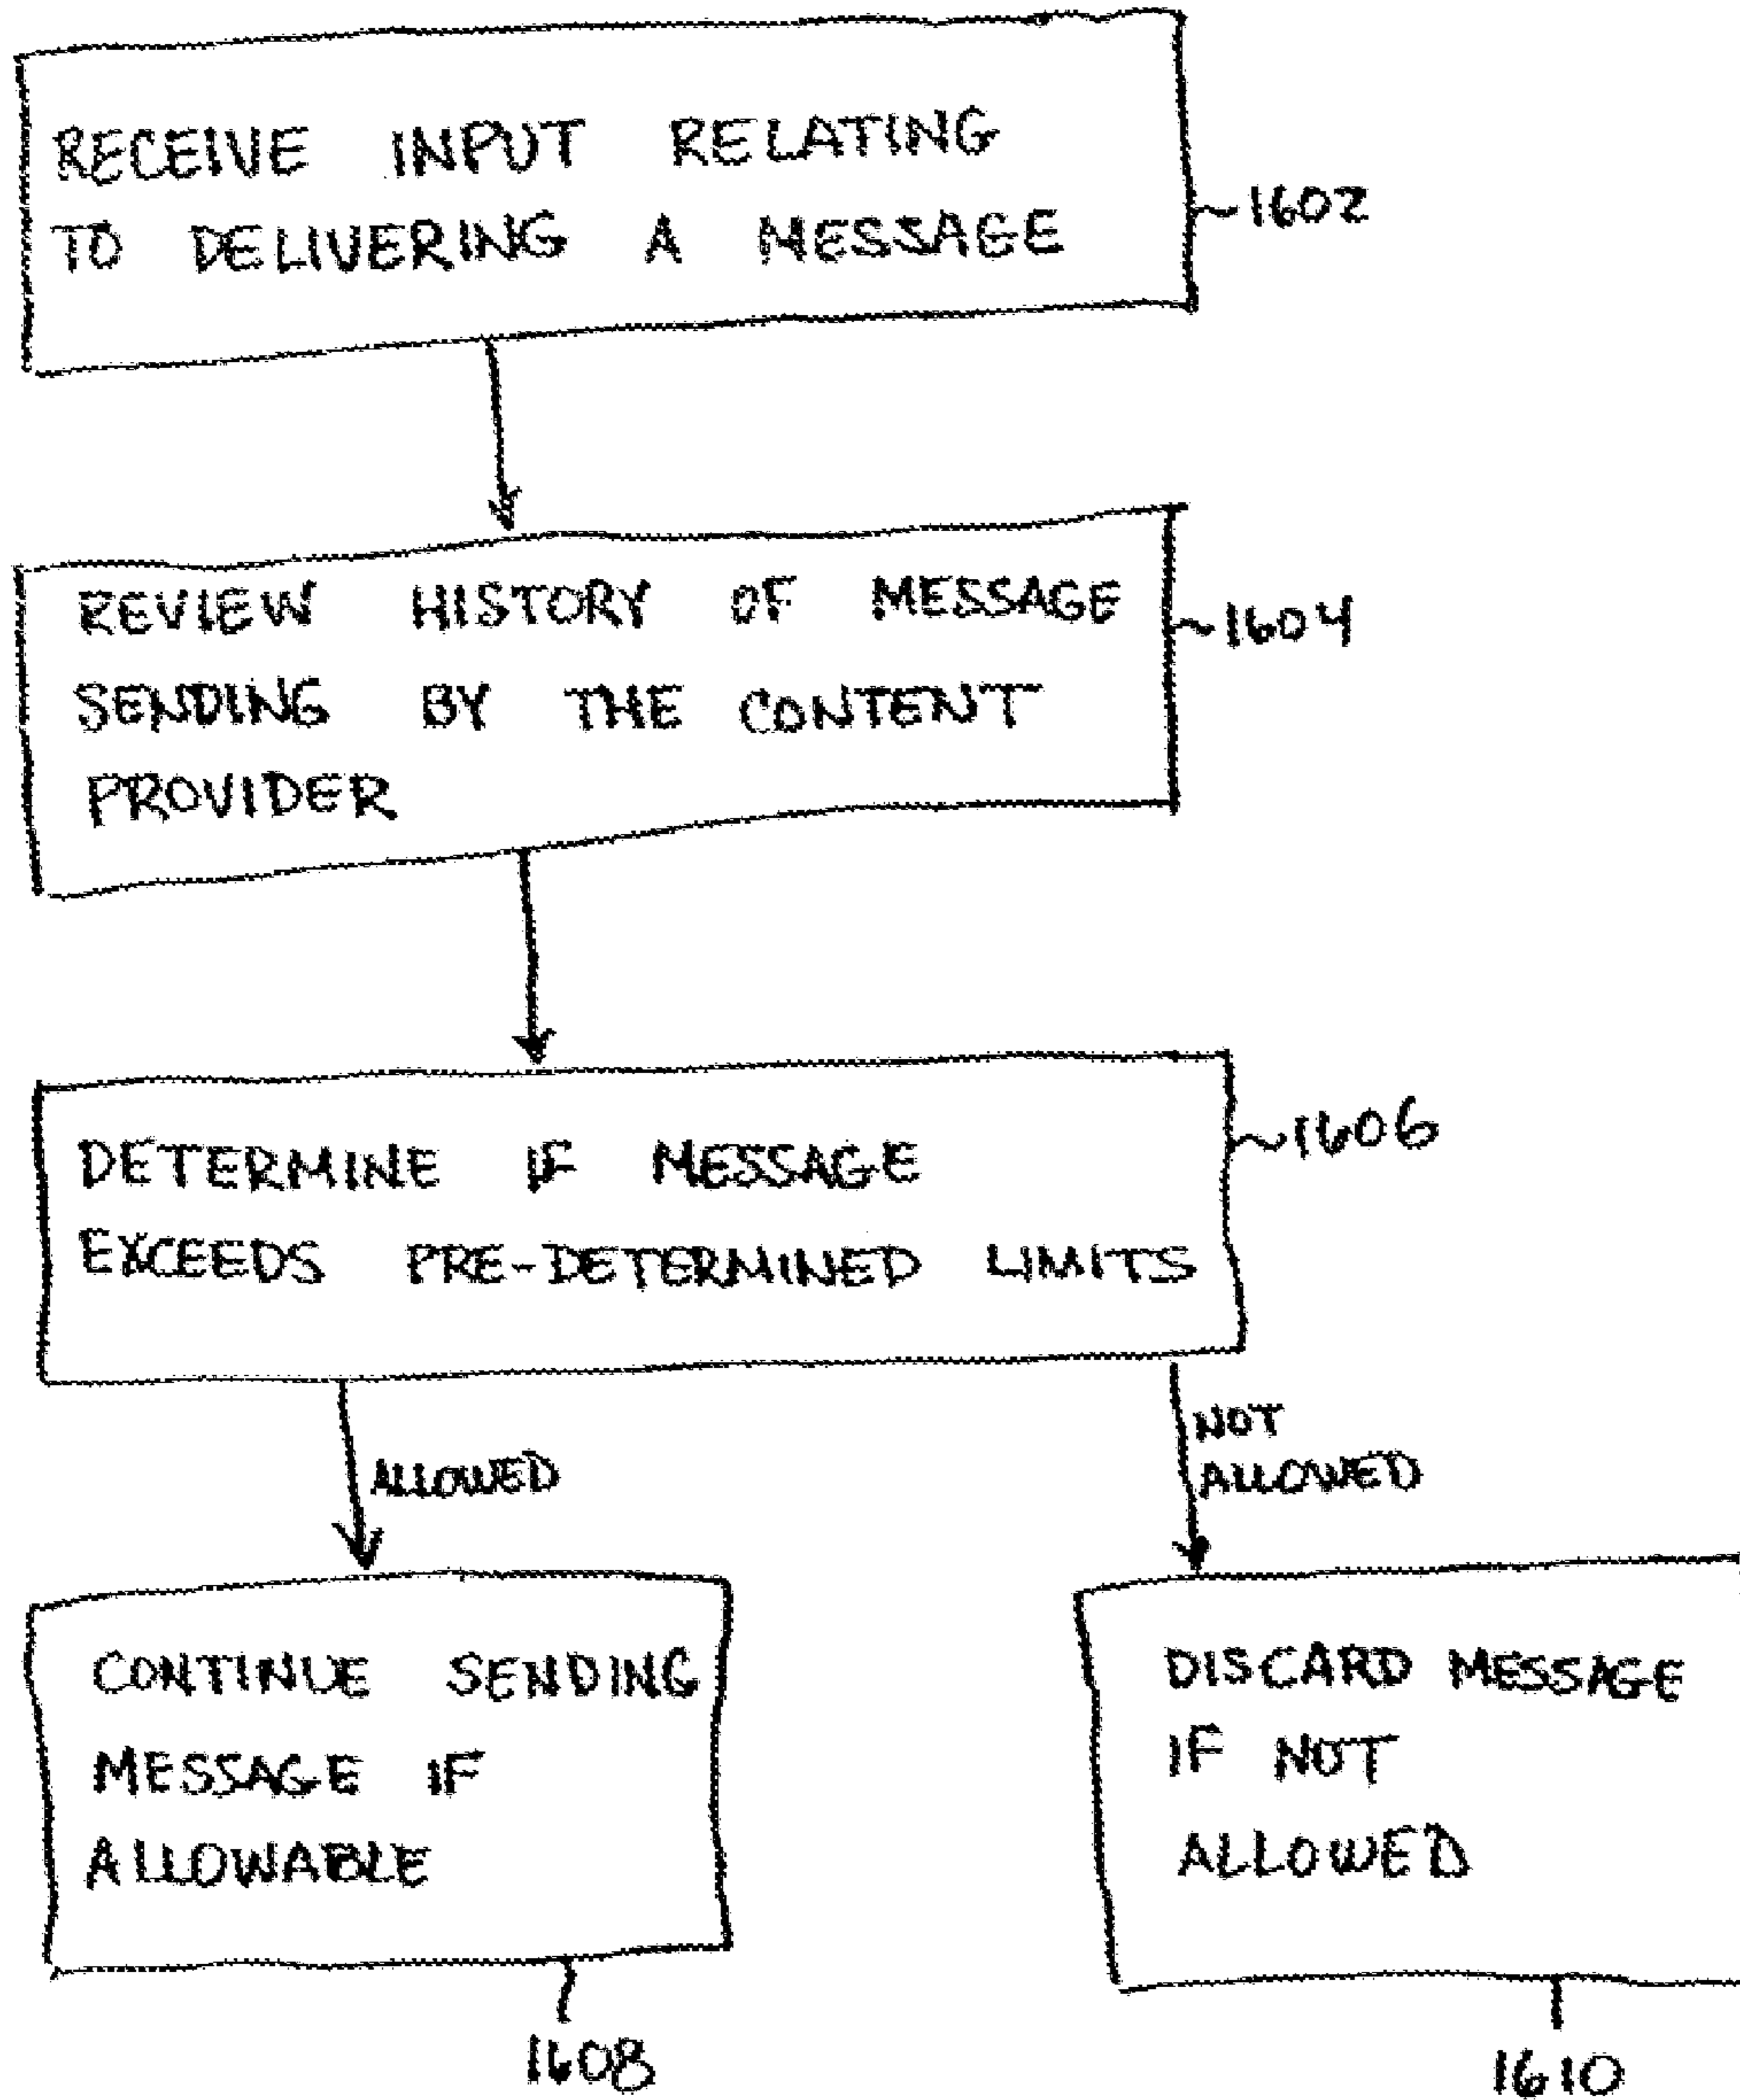 RECEIVE INPUT RELATING
TO DELIVERING A MESSAGE
~1602
REVIEW HISTORY OF MESSAGE
SENDING BY THE CONTENT
PROVIDER
~1604
DETERMINE IF MESSAGE
EXCEEDS PRE-DETERMINED LIMITS
~1606
ALLOWED
NOT
ALLOWED
CONTINUE SENDING
MESSAGE IF
ALLOWABLE
1608
DISCARD MESSAGE
IF NOT
ALLOWED
1610